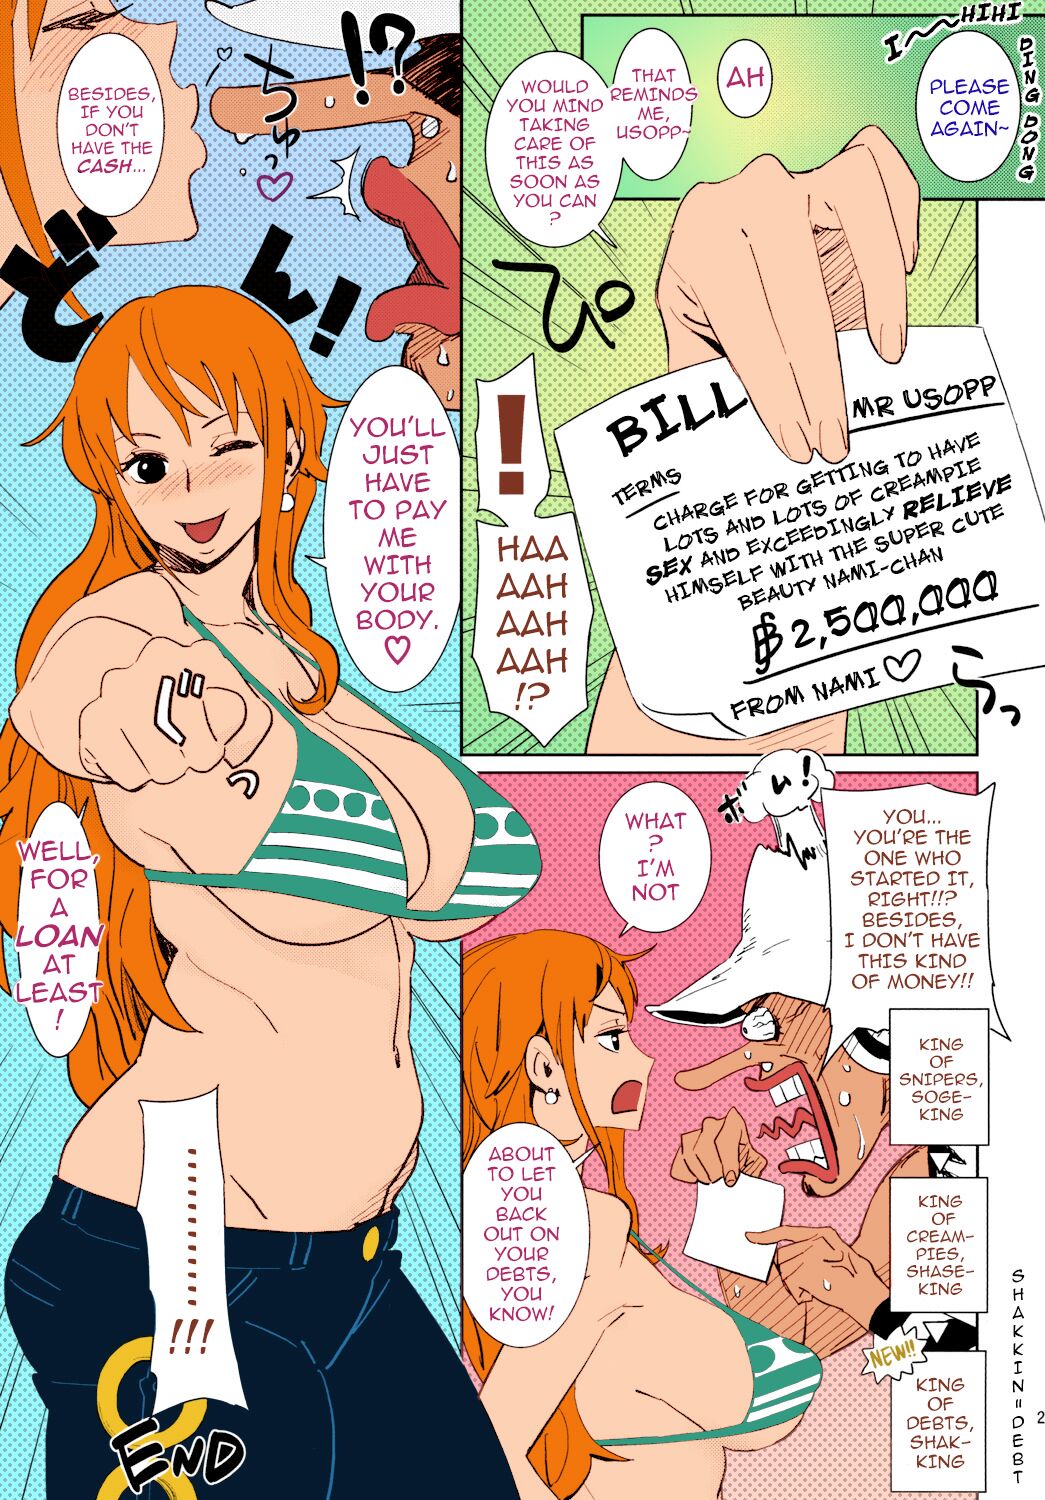 I〜〜HIHI
DING DONG
PLEASE
COME
AGAIN~
AH
THAT
REMINDS
ME,
USOPP~
WOULD
YOU MIND
TAKING
CARE OF
THIS AS
SOON AS
YOU CAN
?
ぴ
らっ
BILL
MR USOPP
TERMS
CHARGE FOR GETTING TO HAVE
LOTS AND LOTS OF CREAMPIE
SEX AND EXCEEDINGLY RELIEVE
HIMSELF WITH THE SUPER CUTE
BEAUTY NAMI-CHAN
฿2,500,000
FROM NAMI♡
!
HAA
AAH
AAH
AAH
!?
YOU...
YOU'RE THE
ONE WHO
STARTED IT,
RIGHT!!?
BESIDES,
I DON'T HAVE
THIS KIND
OF MONEY!!
WHAT
?
I'M
NOT
ABOUT
TO LET
YOU
BACK
OUT ON
YOUR
DEBTS,
YOU
KNOW!
KING
OF
SNIPERS,
SOGE-
KING
KING
OF
CREAM-
PIES,
SHASE-
KING
NEW!!
KING
OF
DEBTS,
SHAK-
KING
SHAKKIN=DEBT
2
!?
ちゅっ♡
BESIDES,
IF YOU
DON'T
HAVE THE
CASH...
どん!
YOU'LL
JUST
HAVE
TO PAY
ME
WITH
YOUR
BODY.
♡
WELL,
FOR
A
LOAN
AT
LEAST
!
..........!!!
END